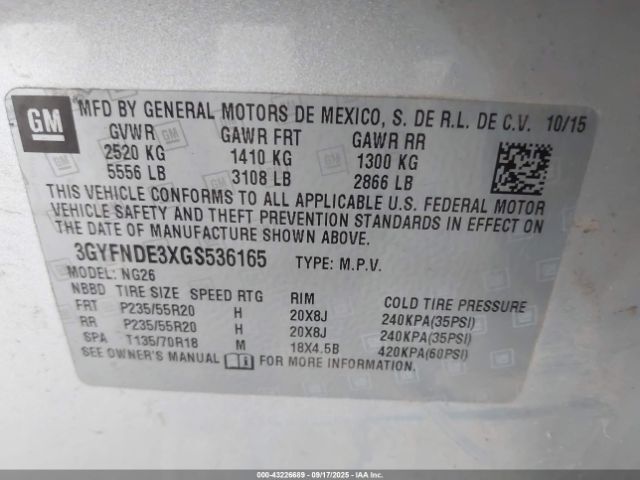 GM
MFD BY GENERAL MOTORS DE MEXICO, S. DE R.L. DE C.V. 10/15
GVWR GAWR FRT GAWR RR
2520 KG 1410 KG 1300 KG
5556 LB 3108 LB 2866 LB
THIS VEHICLE CONFORMS TO ALL APPLICABLE U.S. FEDERAL MOTOR
VEHICLE SAFETY AND THEFT PREVENTION STANDARDS IN EFFECT ON
THE DATE OF MANUFACTURE SHOWN ABOVE.
3GYFNDE3XGS536165 TYPE: M.P.V.
MODEL: NG26
NBBD TIRE SIZE SPEED RTG RIM COLD TIRE PRESSURE
FRT P235/55R20 H 20X8J 240KPA(35PSI)
RR P235/55R20 H 20X8J 240KPA(35PSI)
SPA T135/70R18 M 18X4.5B 420KPA(60PSI)
SEE OWNER'S MANUAL FOR MORE INFORMATION.
000-43226689 - 09/17/2025 - IAAI.COM